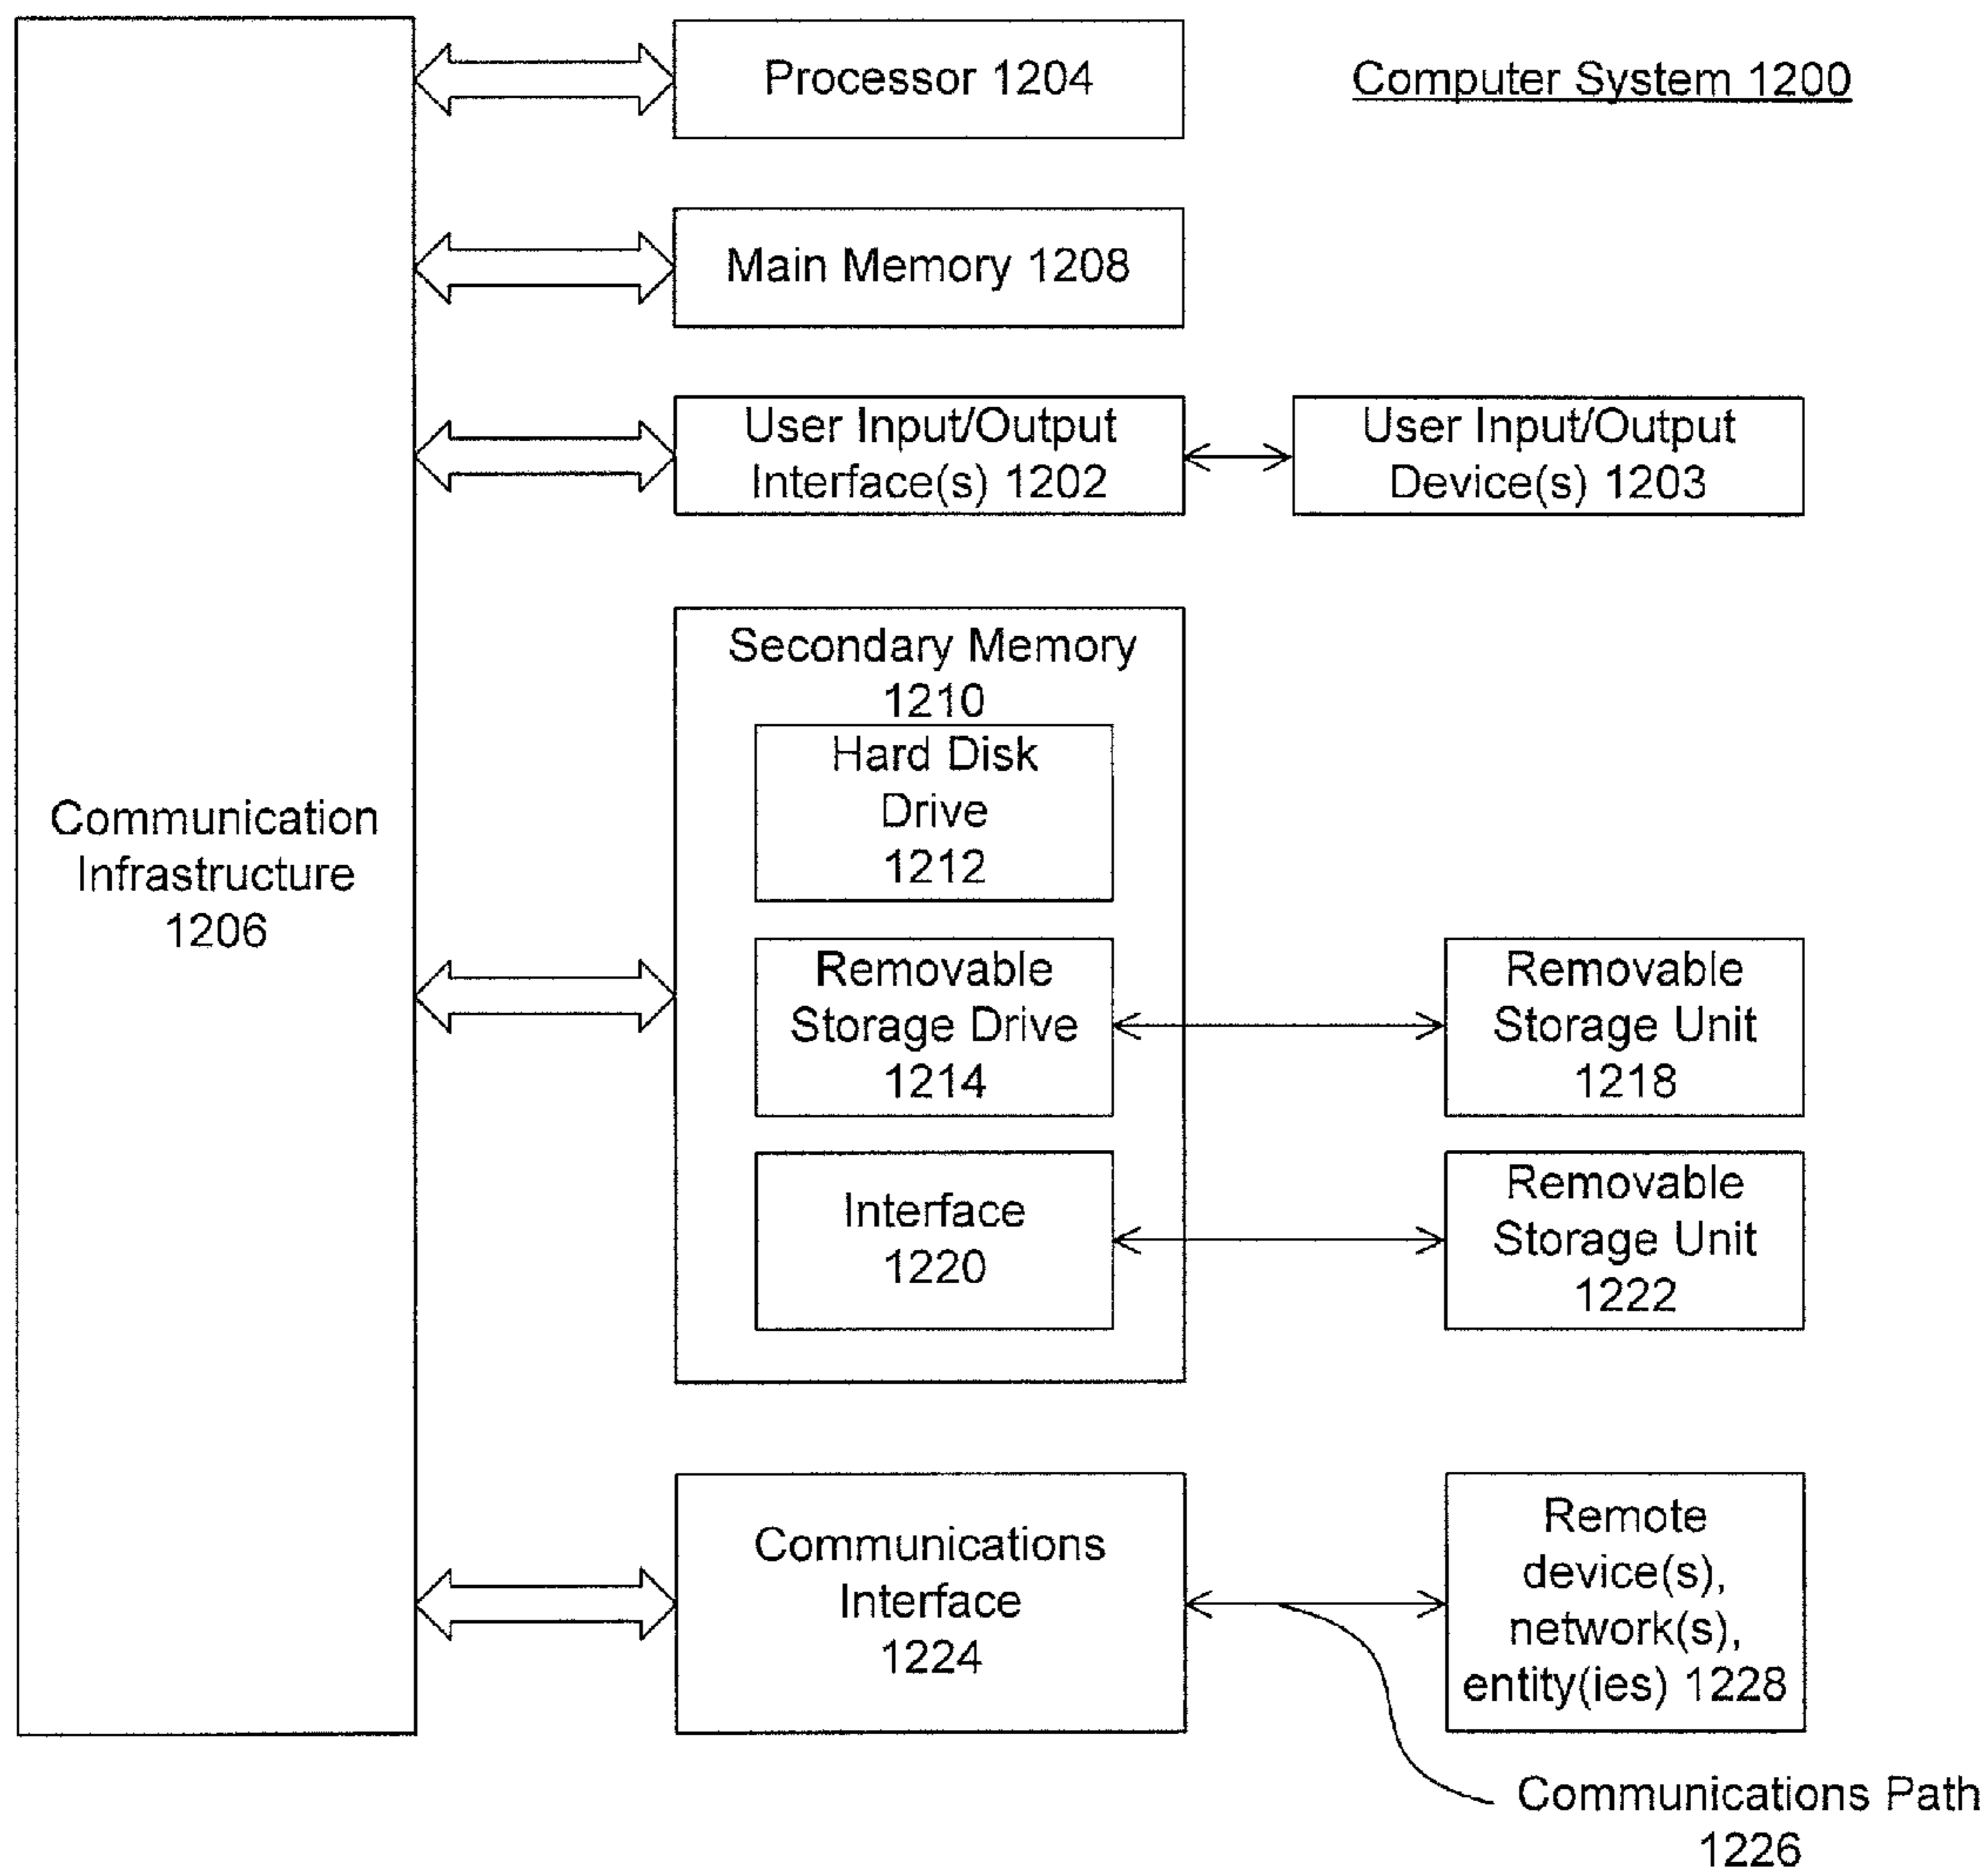 Processor 1204
Computer System 1200
Main Memory 1208
User Input/Output
Interface(s) 1202
User Input/Output
Device(s) 1203
Secondary Memory
1210
Hard Disk
Drive
1212
Communication
Infrastructure
1206
Removable
Storage Drive
1214
Removable
Storage Unit
1218
Interface
1220
Removable
Storage Unit
1222
Communications
Interface
1224
Remote
device(s),
network(s),
entity(ies) 1228
Communications Path
1226